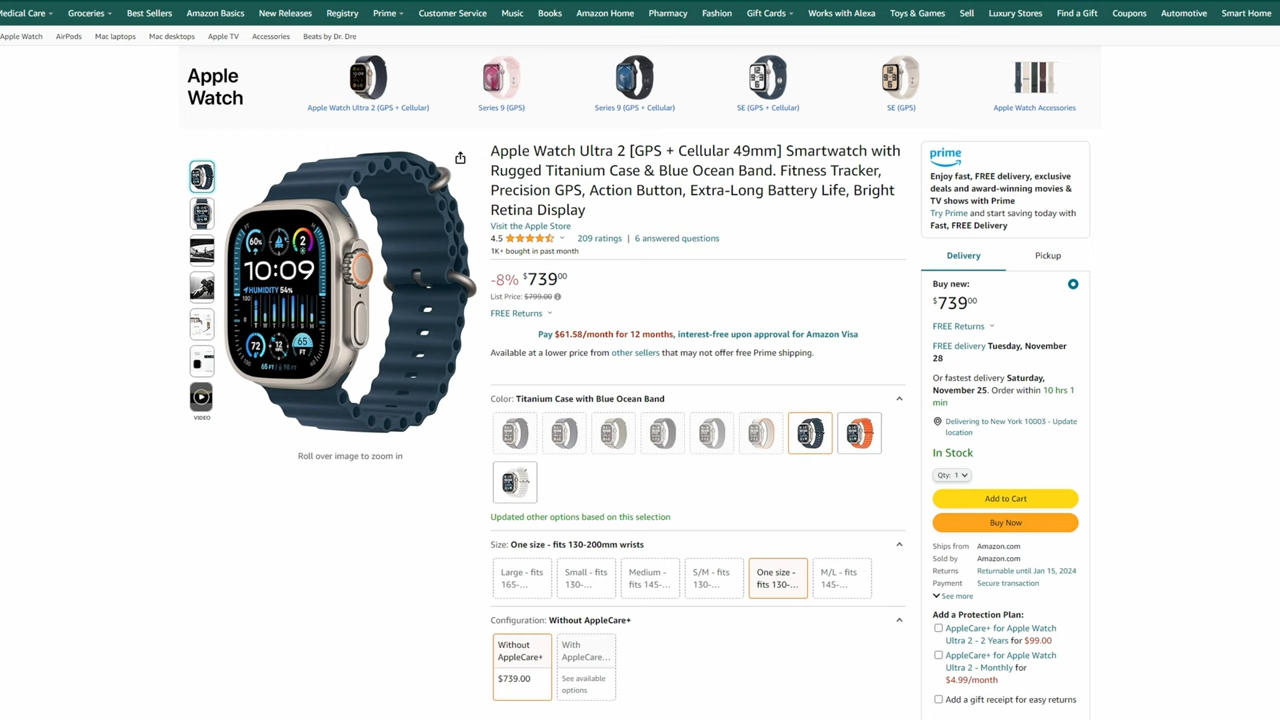 Medical Care Groceries Best Sellers Amazon Basics New Releases Registry Prime Customer Service Music Books Amazon Home Pharmacy Fashion Gift Cards Works with Alexa Toys & Games Sell Luxury Stores Find a Gift Coupons Automotive Smart Home
Apple Watch AirPods Mac laptops Mac desktops Apple TV Accessories Beats by Dr. Dre
Apple
Watch
Apple Watch Ultra 2 (GPS + Cellular) Series 9 (GPS) Series 9 (GPS + Cellular) SE (GPS + Cellular) SE (GPS) Apple Watch Accessories
VIDEO
60%
2
10:09
HUMIDITY 54%
100
72
12
65
65°F / 98 PM
Roll over image to zoom in
Apple Watch Ultra 2 [GPS + Cellular 49mm] Smartwatch with
Rugged Titanium Case & Blue Ocean Band. Fitness Tracker,
Precision GPS, Action Button, Extra-Long Battery Life, Bright
Retina Display
Visit the Apple Store
4.5 209 ratings | 6 answered questions
1K+ bought in past month
-8% $739 00
List Price: $799.00
FREE Returns
Pay $61.58/month for 12 months, interest-free upon approval for Amazon Visa
Available at a lower price from other sellers that may not offer free Prime shipping.
Color: Titanium Case with Blue Ocean Band
Updated other options based on this selection
Size: One size - fits 130-200mm wrists
Large - fits
165-...
Small - fits
130-...
Medium -
fits 145-...
S/M - fits
130-...
One size -
fits 130-...
M/L - fits
145-...
Configuration: Without AppleCare+
Without
AppleCare+
$739.00
With
AppleCare...
See available
options
prime
Enjoy fast, FREE delivery, exclusive
deals and award-winning movies &
TV shows with Prime
Try Prime and start saving today with
Fast, FREE Delivery
Delivery Pickup
Buy new:
$739 00
FREE Returns
FREE delivery Tuesday, November
28
Or fastest delivery Saturday,
November 25. Order within 10 hrs 1
min
Delivering to New York 10003 - Update
location
In Stock
Qty: 1
Add to Cart
Buy Now
Ships from Amazon.com
Sold by Amazon.com
Returns Returnable until Jan 15, 2024
Payment Secure transaction
See more
Add a Protection Plan:
AppleCare+ for Apple Watch
Ultra 2 - 2 Years for $99.00
AppleCare+ for Apple Watch
Ultra 2 - Monthly for
$4.99/month
Add a gift receipt for easy returns